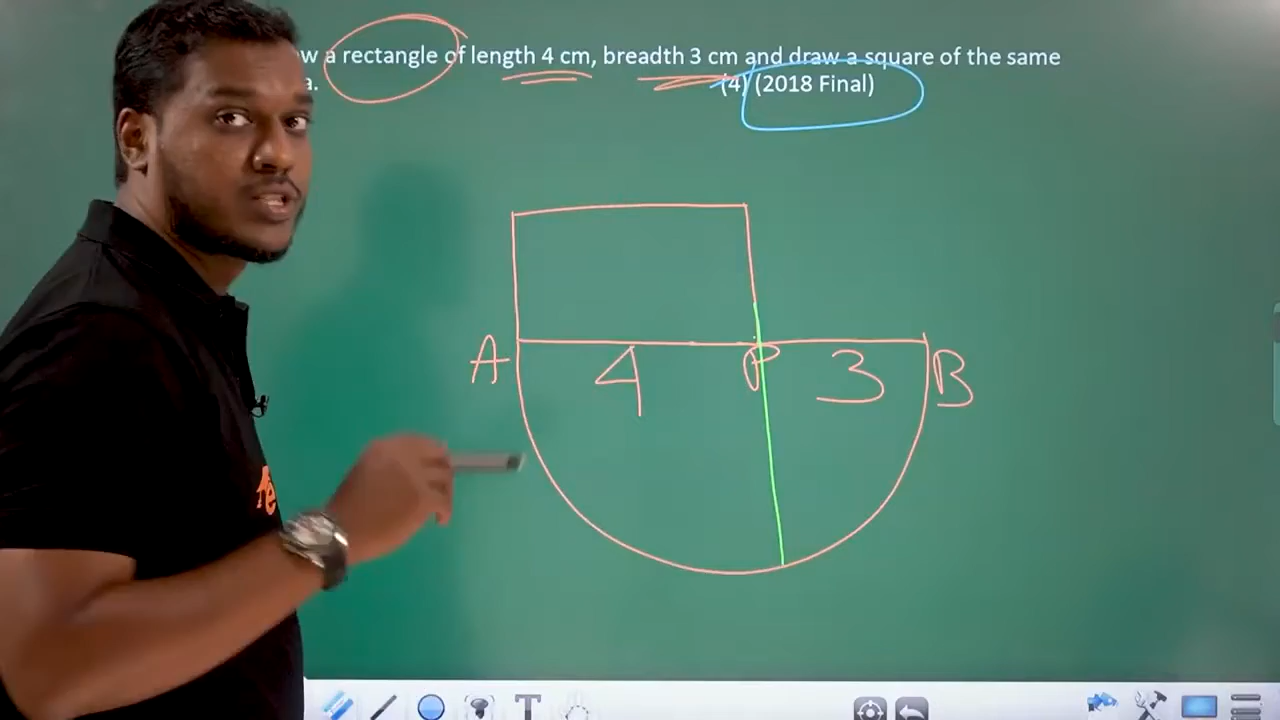 a rectangle of length 4 cm, breadth 3 cm and draw a square of the same
(4) (2018 Final)
A 4 P 3 B
T